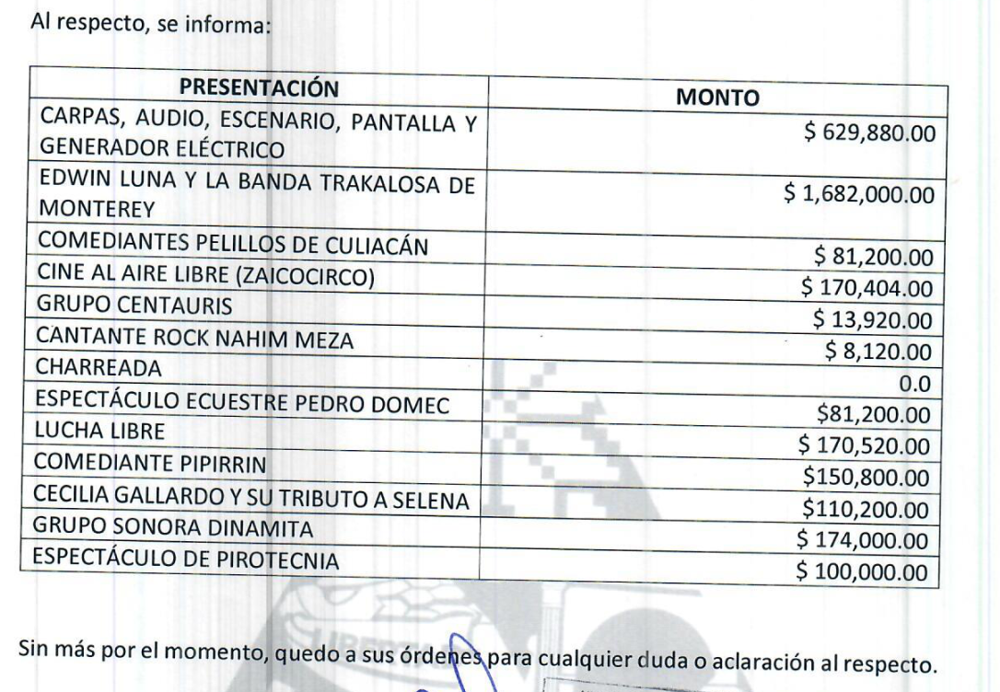 Al respecto, se informa:
PRESENTACIÓN MONTO
CARPAS, AUDIO, ESCENARIO, PANTALLA Y $ 629,880.00
GENERADOR ELÉCTRICO
EDWIN LUNA Y LA BANDA TRAKALOSA DE $ 1,682,000.00
MONTEREY
COMEDIANTES PELILLOS DE CULIACÁN $ 81,200.00
CINE AL AIRE LIBRE (ZAICOCIRCO) $ 170,404.00
GRUPO CENTAURIS $ 13,920.00
CANTANTE ROCK NAHIM MEZA $ 8,120.00
CHARREADA 0.0
ESPECTÁCULO ECUESTRE PEDRO DOMEC $81,200.00
LUCHA LIBRE $ 170,520.00
COMEDIANTE PIPIRRIN $150,800.00
CECILIA GALLARDO Y SU TRIBUTO A SELENA $110,200.00
GRUPO SONORA DINAMITA $ 174,000.00
ESPECTÁCULO DE PIROTECNIA $ 100,000.00
Sin más por el momento, quedo a sus órdenes para cualquier duda o aclaración al respecto.